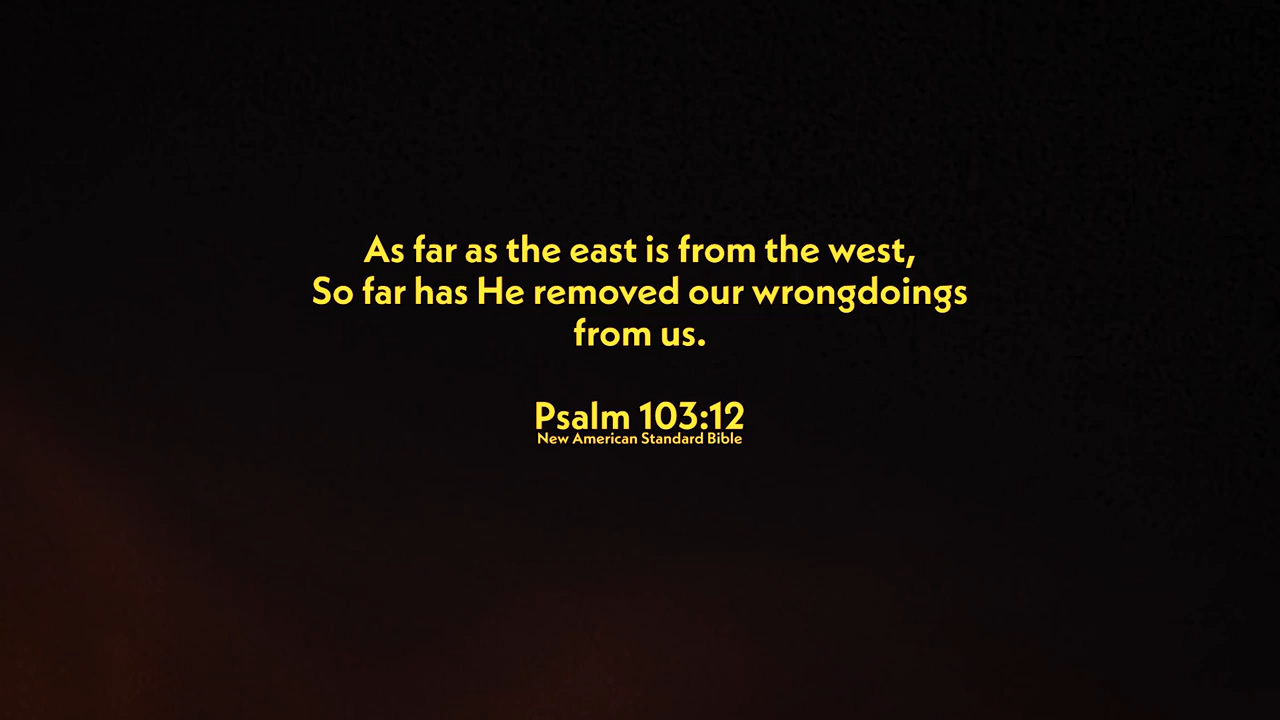 As far as the east is from the west,
So far has He removed our wrongdoings
from us.
Psalm 103:12
New American Standard Bible